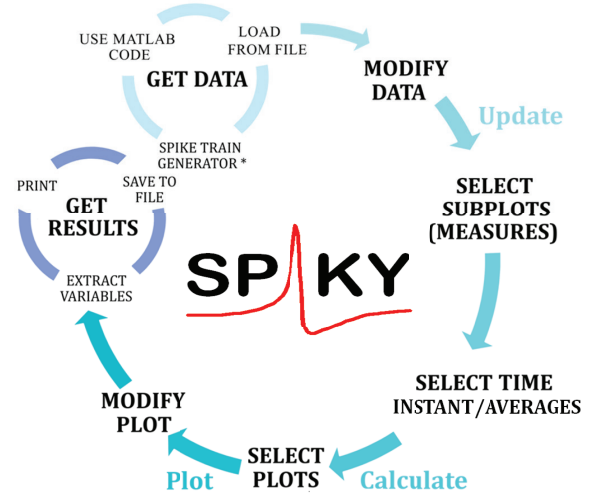 USE MATLAB
CODE
LOAD
FROM FILE
GET DATA
SPIKE TRAIN
GENERATOR *
MODIFY
DATA
Update
SELECT
SUBPLOTS
(MEASURES)
SELECT TIME
INSTANT/AVERAGES
Calculate
SELECT
PLOTS
Plot
MODIFY
PLOT
EXTRACT
VARIABLES
PRINT
SAVE TO
FILE
GET
RESULTS
SPIKY